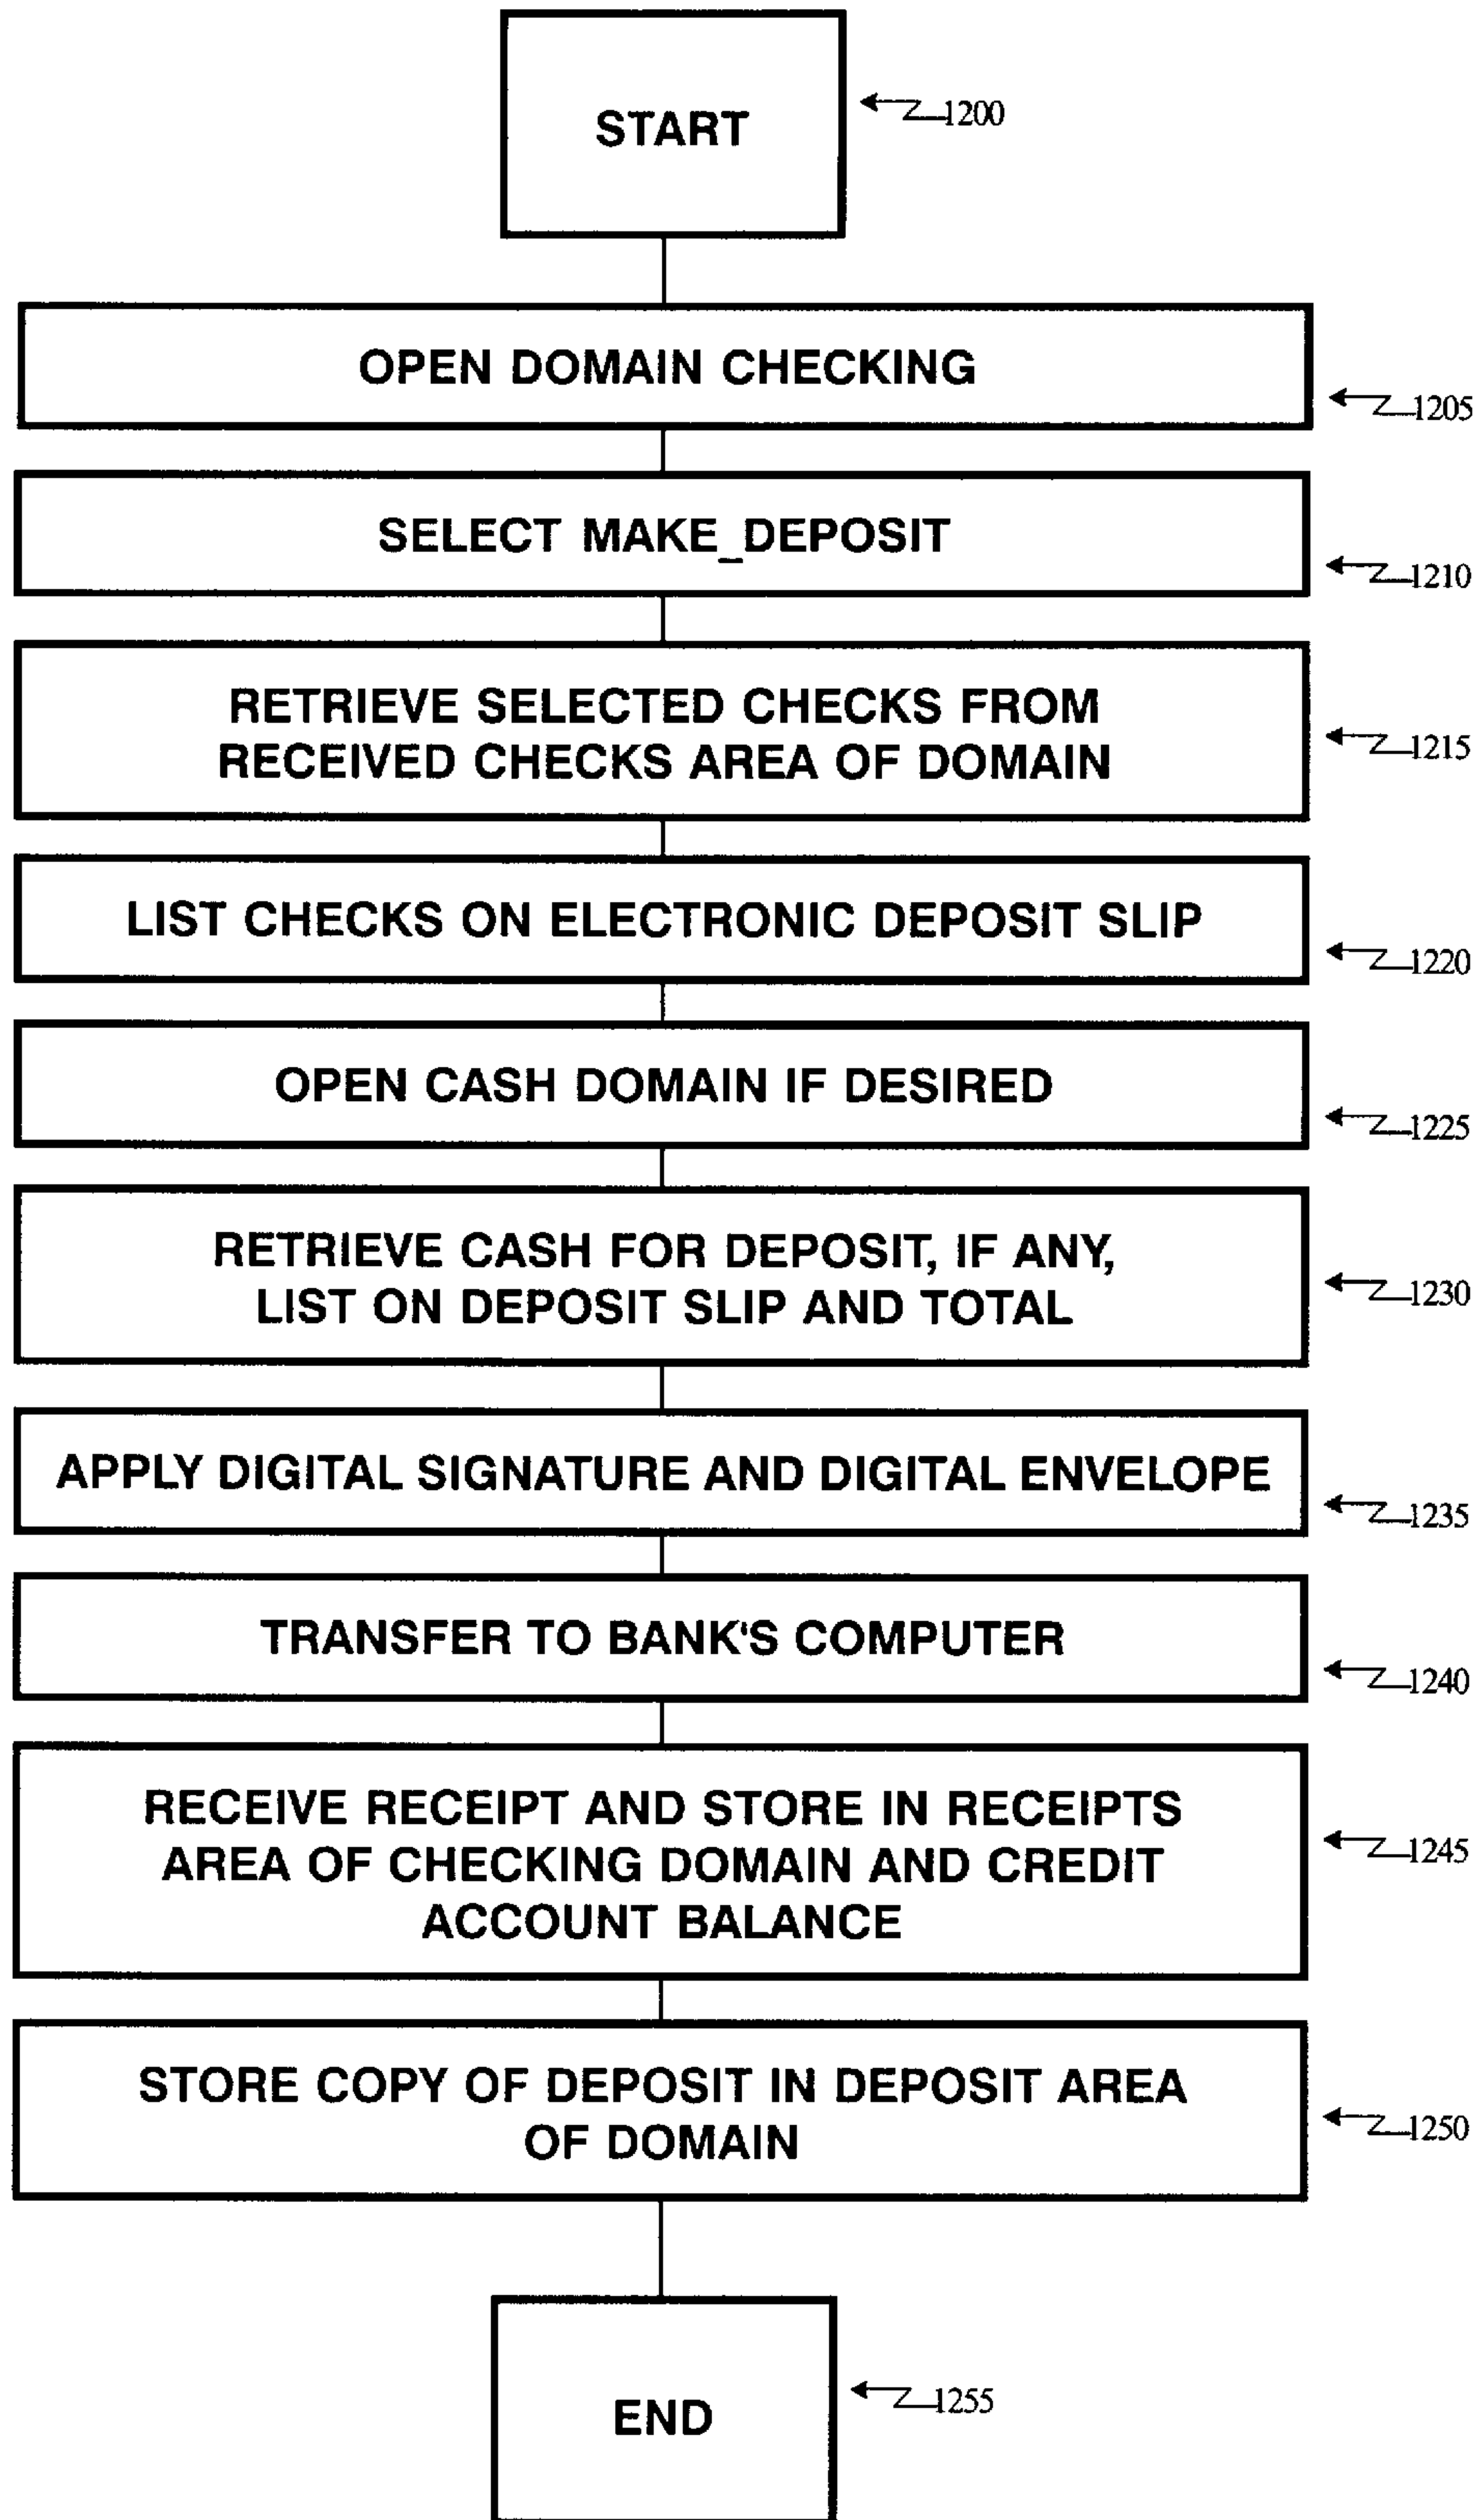 START
1200
OPEN DOMAIN CHECKING
1205
SELECT MAKE_DEPOSIT
1210
RETRIEVE SELECTED CHECKS FROM
RECEIVED CHECKS AREA OF DOMAIN
1215
LIST CHECKS ON ELECTRONIC DEPOSIT SLIP
1220
OPEN CASH DOMAIN IF DESIRED
1225
RETRIEVE CASH FOR DEPOSIT, IF ANY,
LIST ON DEPOSIT SLIP AND TOTAL
1230
APPLY DIGITAL SIGNATURE AND DIGITAL ENVELOPE
1235
TRANSFER TO BANK'S COMPUTER
1240
RECEIVE RECEIPT AND STORE IN RECEIPTS
AREA OF CHECKING DOMAIN AND CREDIT
ACCOUNT BALANCE
1245
STORE COPY OF DEPOSIT IN DEPOSIT AREA
OF DOMAIN
1250
END
1255